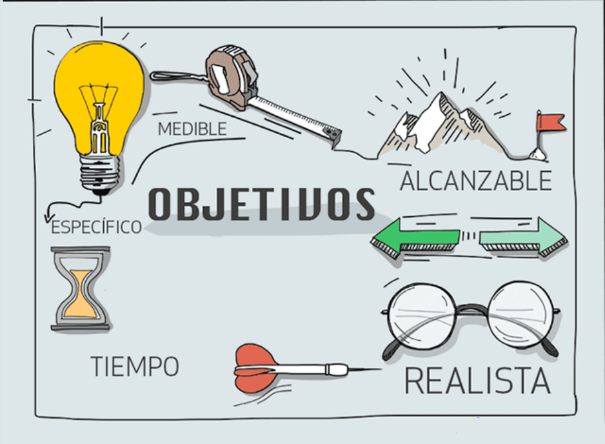 MEDIBLE
ALCANZABLE
OBJETIVOS
ESPECÍFICO
TIEMPO
REALISTA